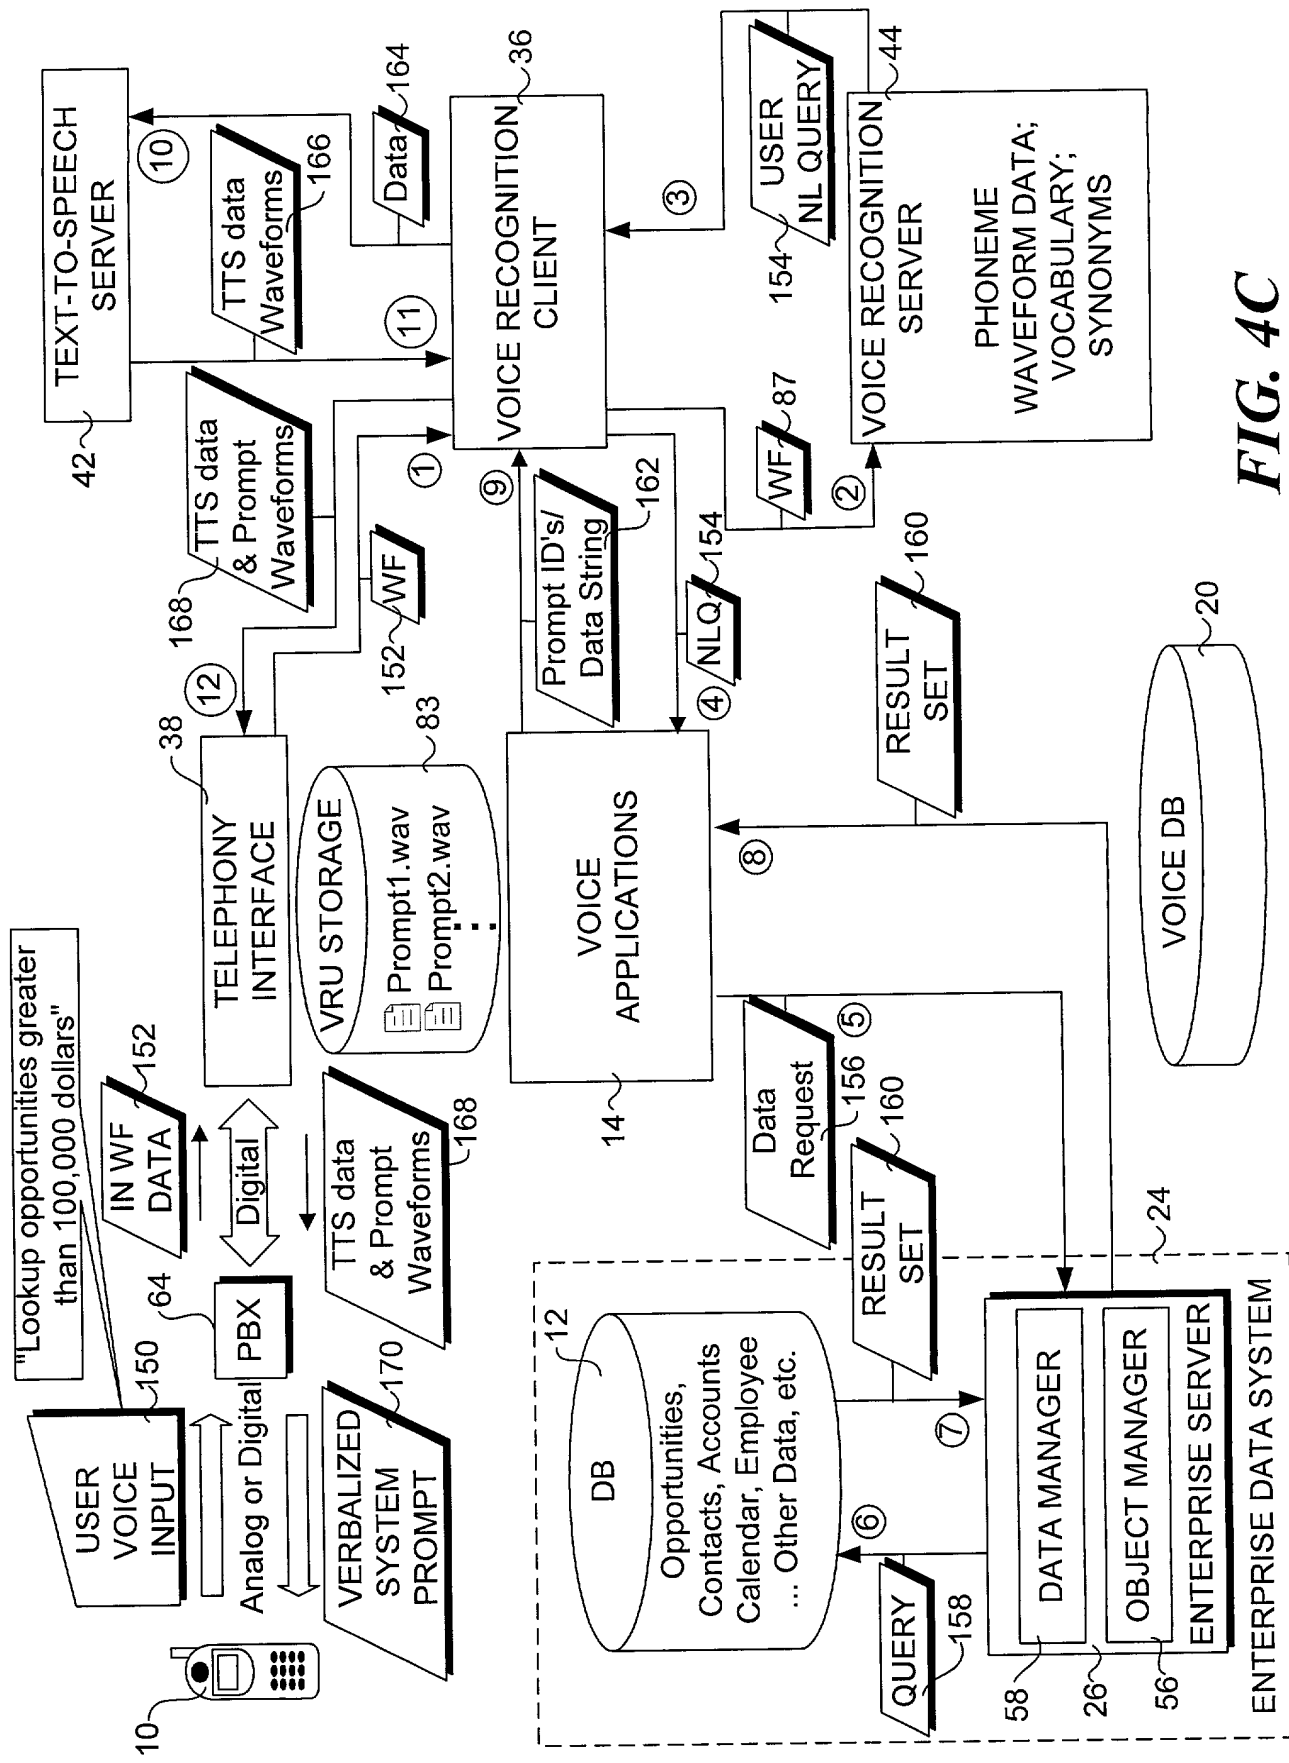 "Lookup opportunities greater
than 100,000 dollars"
10
USER
VOICE
INPUT
150
Analog or Digital
VERBALIZED
SYSTEM
PROMPT
170
64
PBX
IN WF
DATA
152
Digital
TTS data
& Prompt
Waveforms
168
38
TELEPHONY
INTERFACE
12
168
TTS data
& Prompt
Waveforms
152
WF
1
42
TEXT-TO-SPEECH
SERVER
10
TTS data
Waveforms
166
11
Data
164
VRU STORAGE
83
Prompt1.wav
Prompt2.wav
VOICE RECOGNITION
CLIENT
36
9
Prompt ID's/
Data String
162
4
NLQ
154
14
VOICE
APPLICATIONS
3
USER
NL QUERY
154
WF
87
2
VOICE RECOGNITION
SERVER
44
PHONEME
WAVEFORM DATA;
VOCABULARY;
SYNONYMS
5
Data
Request
156
8
RESULT
SET
160
12
DB
Opportunities,
Contacts, Accounts
Calendar, Employee
... Other Data, etc.
RESULT
SET
160
6
QUERY
158
7
58
DATA MANAGER
26
56
OBJECT MANAGER
ENTERPRISE SERVER
ENTERPRISE DATA SYSTEM
24
VOICE DB
20
FIG. 4C